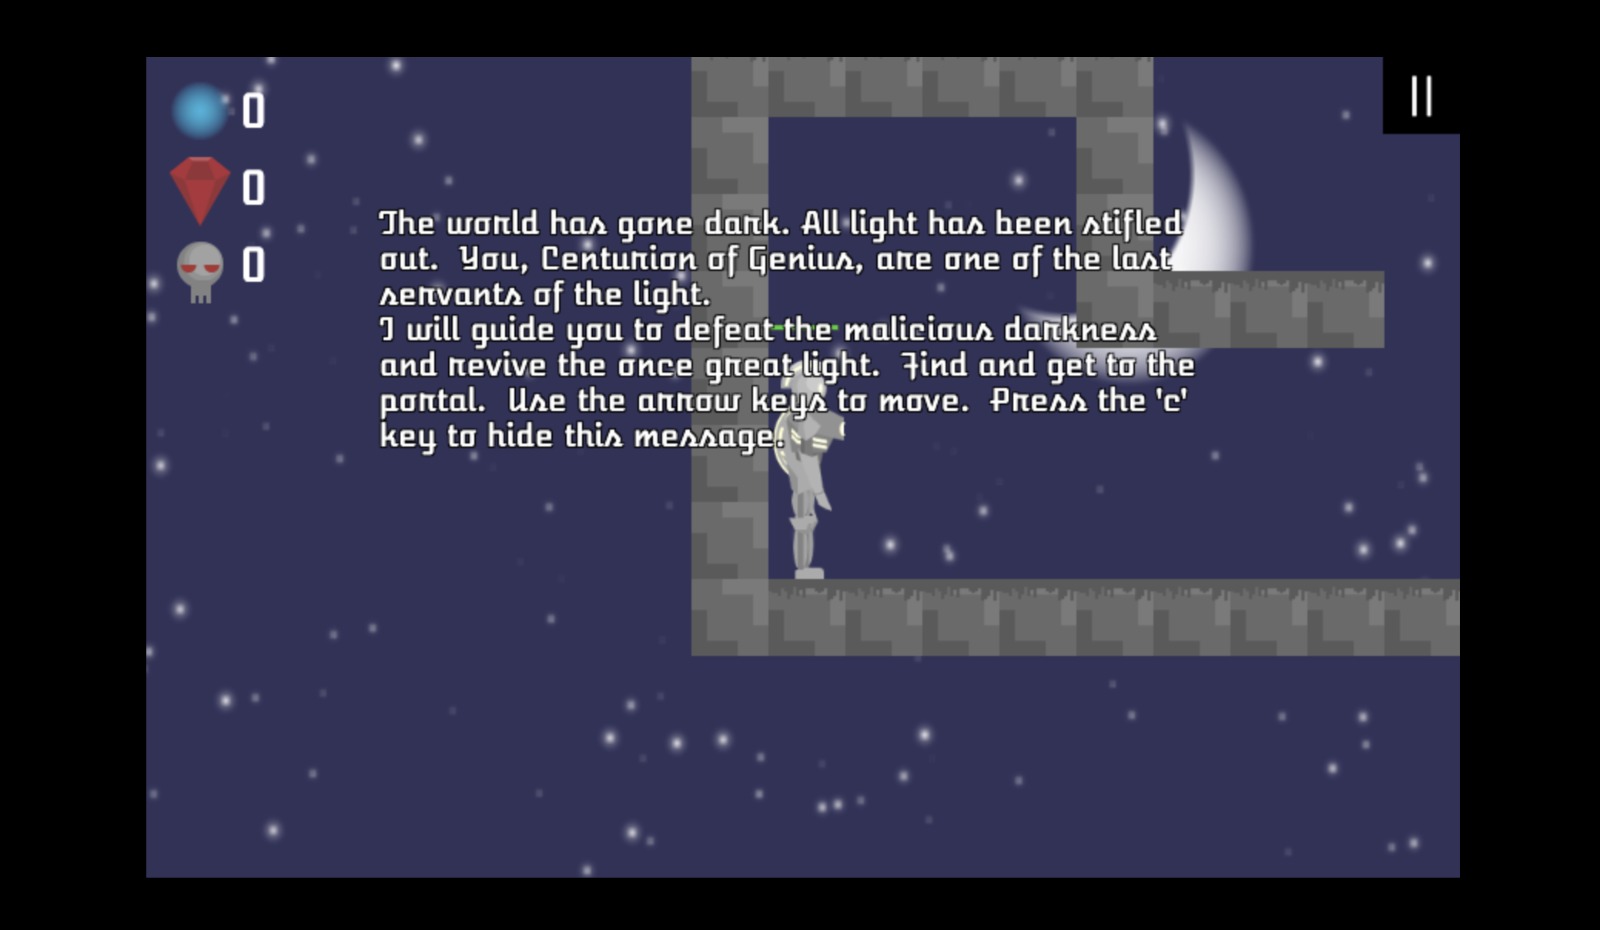 0
0
0
The world has gone dark. All light has been stifled
out. You, Centurion of Genius, are one of the last
servants of the light.
I will guide you to defeat the malicious darkness
and revive the once great light. Find and get to the
portal. Use the arrow keys to move. Press the 'c'
key to hide this message.